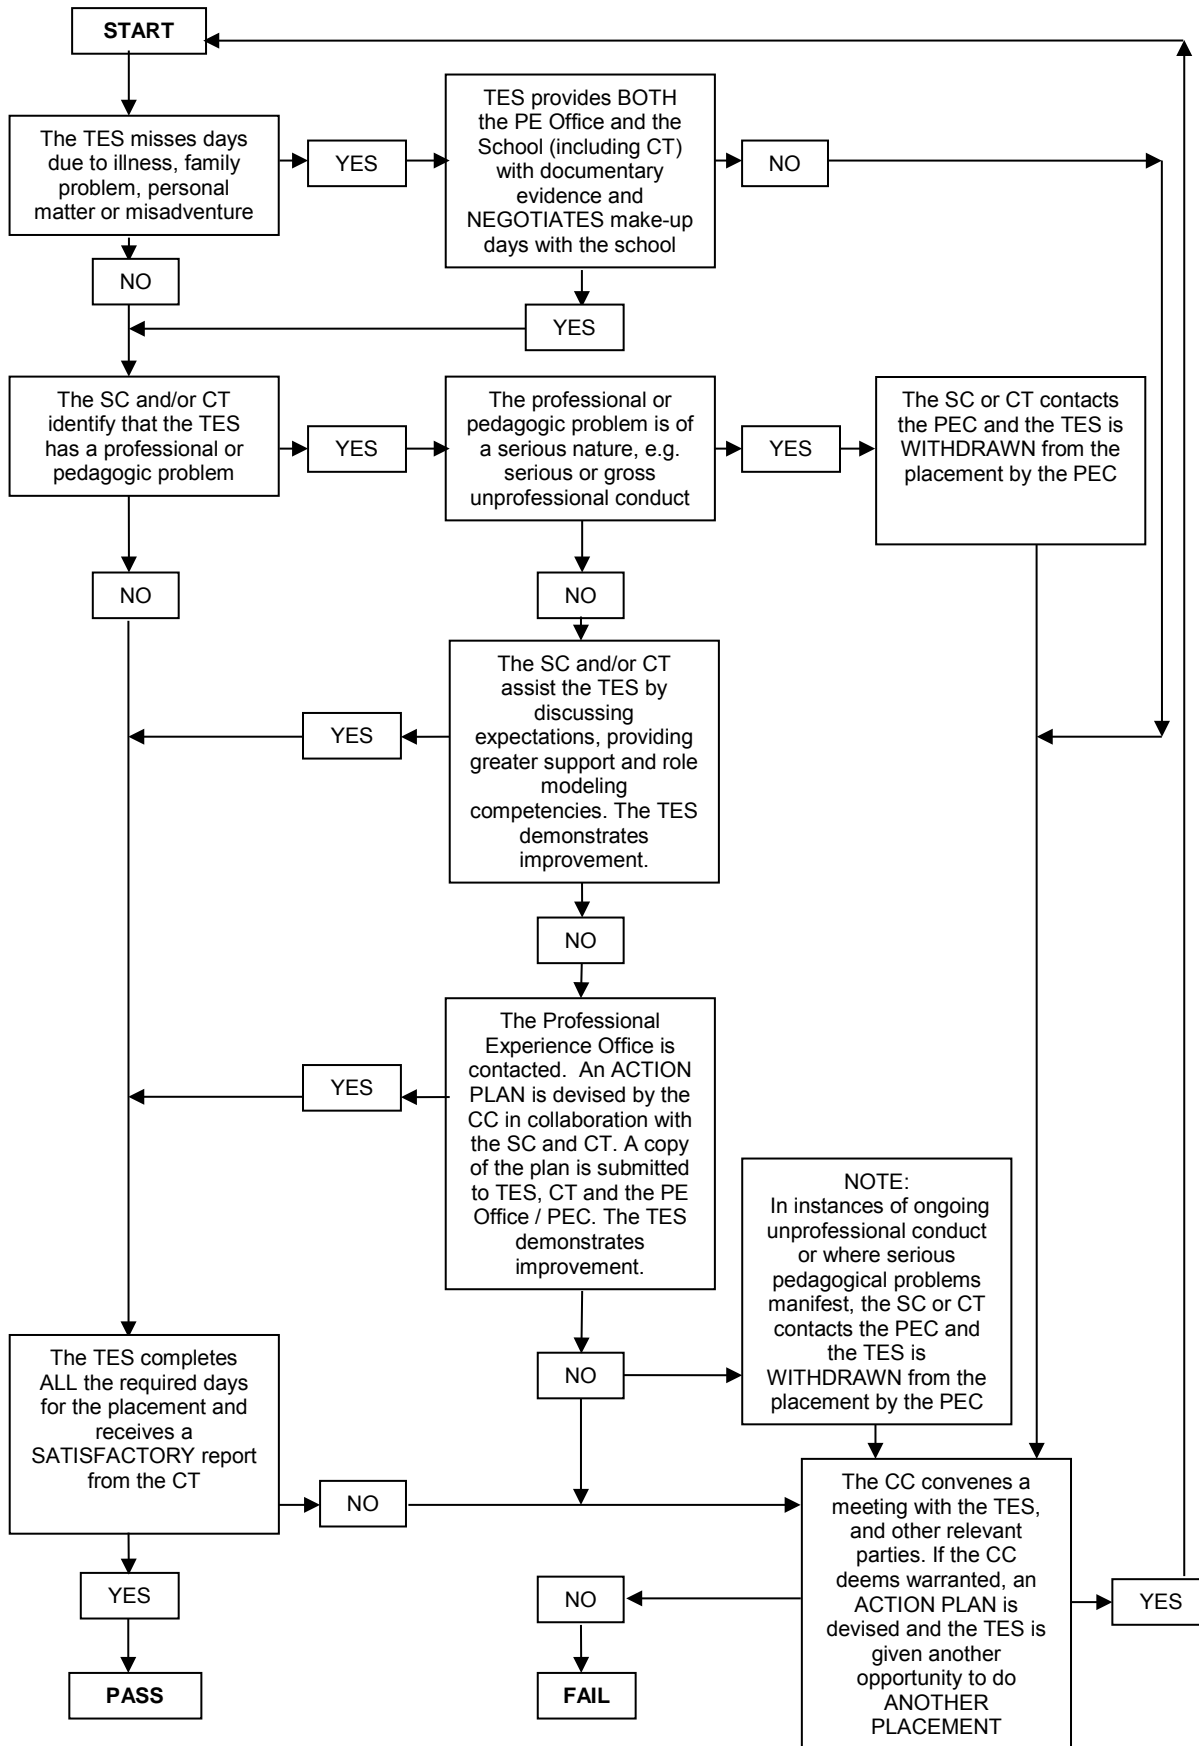 START
The TES misses days
due to illness, family
problem, personal
matter or misadventure
YES
TES provides BOTH
the PE Office and the
School (including CT)
with documentary
evidence and
NEGOTIATES make-up
days with the school
NO
NO
YES
The SC and/or CT
identify that the TES
has a professional or
pedagogic problem
YES
The professional or
pedagogic problem is of
a serious nature, e.g.
serious or gross
unprofessional conduct
YES
The SC or CT contacts
the PEC and the TES is
WITHDRAWN from the
placement by the PEC
NO
NO
The SC and/or CT
assist the TES by
discussing
expectations, providing
greater support and role
modeling
competencies. The TES
demonstrates
improvement.
YES
NO
The Professional
Experience Office is
contacted.  An ACTION
PLAN is devised by the
CC in collaboration with
the SC and CT. A copy
of the plan is submitted
to TES, CT and the PE
Office / PEC. The TES
demonstrates
improvement.
YES
NOTE:
In instances of ongoing
unprofessional conduct
or where serious
pedagogical problems
manifest, the SC or CT
contacts the PEC and
the TES is
WITHDRAWN from the
placement by the PEC
NO
The TES completes
ALL the required days
for the placement and
receives a
SATISFACTORY report
from the CT
NO
The CC convenes a
meeting with the TES,
and other relevant
parties. If the CC
deems warranted, an
ACTION PLAN is
devised and the TES is
given another
opportunity to do
ANOTHER
PLACEMENT
YES
NO
YES
PASS
FAIL